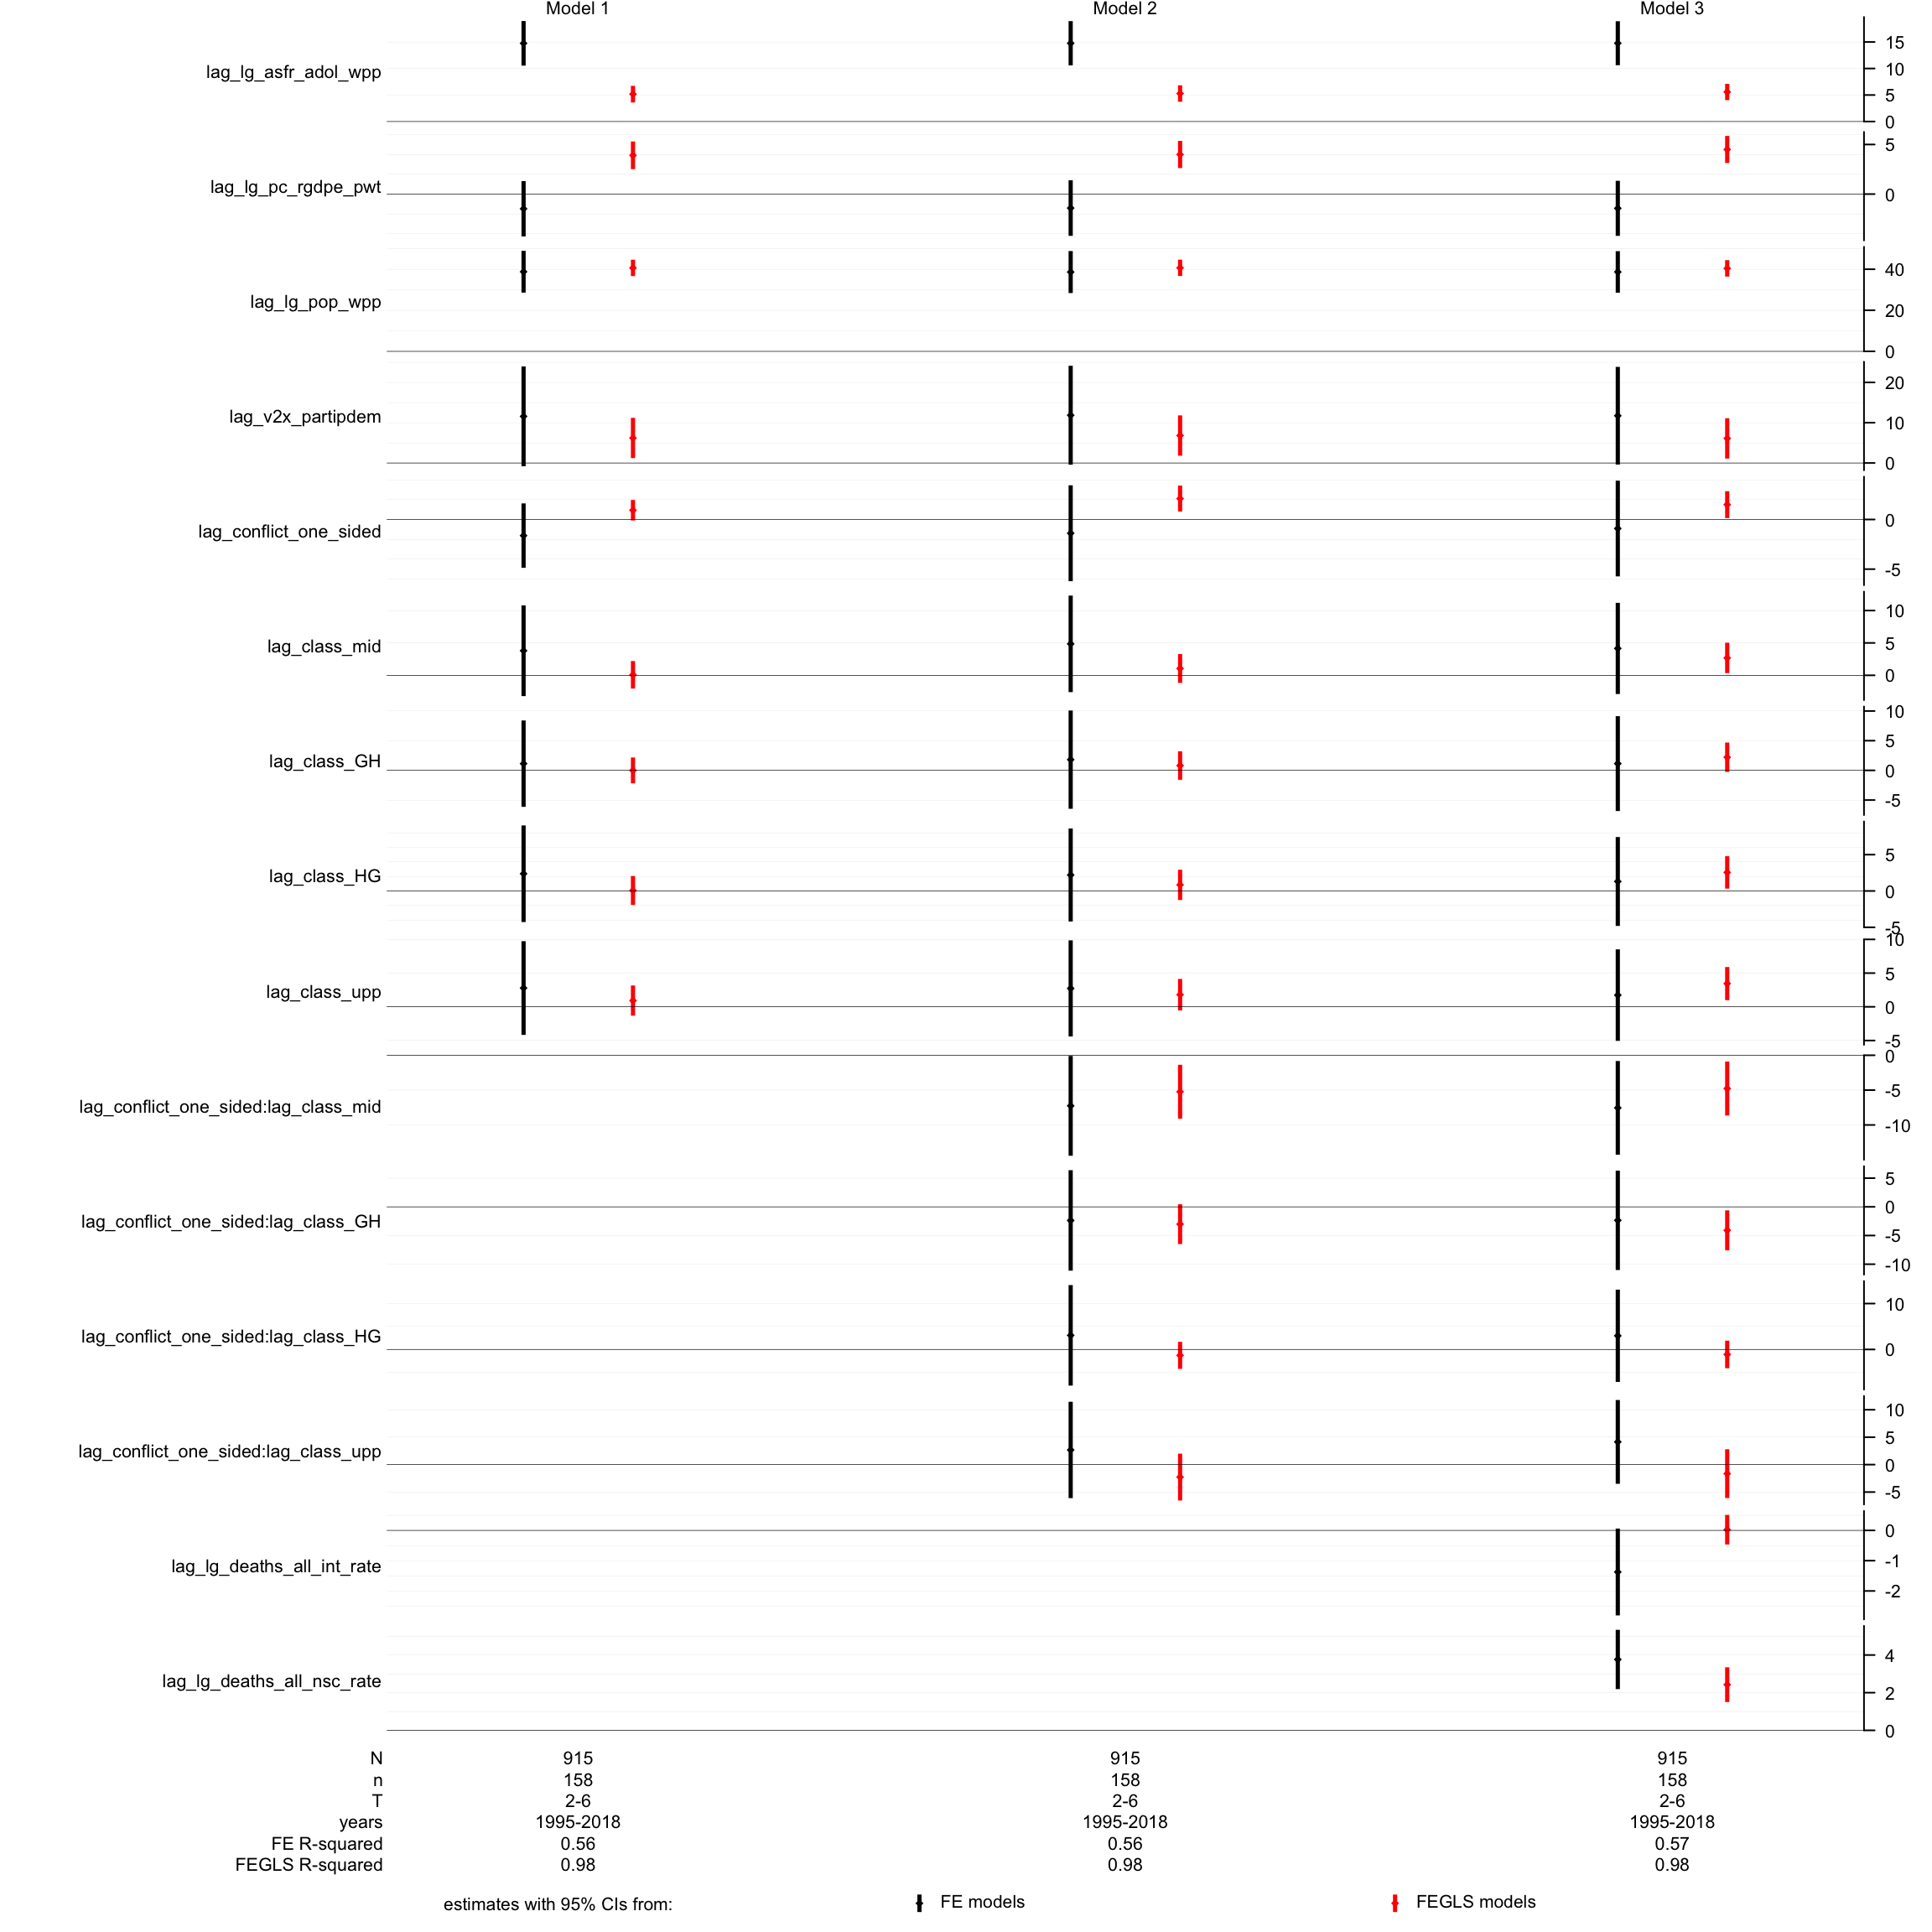 Model 1 Model 2 Model 3
lag_lg_asfr_adol_wpp 15 10 5 0
lag_lg_pc_rgdpe_pwt 5 0
lag_lg_pop_wpp 40 20 0
lag_v2x_partipdem 20 10 0
lag_conflict_one_sided 0 -5
lag_class_mid 10 5 0
lag_class_GH 10 5 0 -5
lag_class_HG 5 0 -5
lag_class_upp 10 5 0 -5
lag_conflict_one_sided:lag_class_mid 0 -5 -10
lag_conflict_one_sided:lag_class_GH 5 0 -5 -10
lag_conflict_one_sided:lag_class_HG 10 0
lag_conflict_one_sided:lag_class_upp 10 5 0 -5
lag_lg_deaths_all_int_rate 0 -1 -2
lag_lg_deaths_all_nsc_rate 4 2 0
N 915 915 915
n 158 158 158
T 2-6 2-6 2-6
years 1995-2018 1995-2018 1995-2018
FE R-squared 0.56 0.56 0.57
FEGLS R-squared 0.98 0.98 0.98
estimates with 95% CIs from: FE models FEGLS models